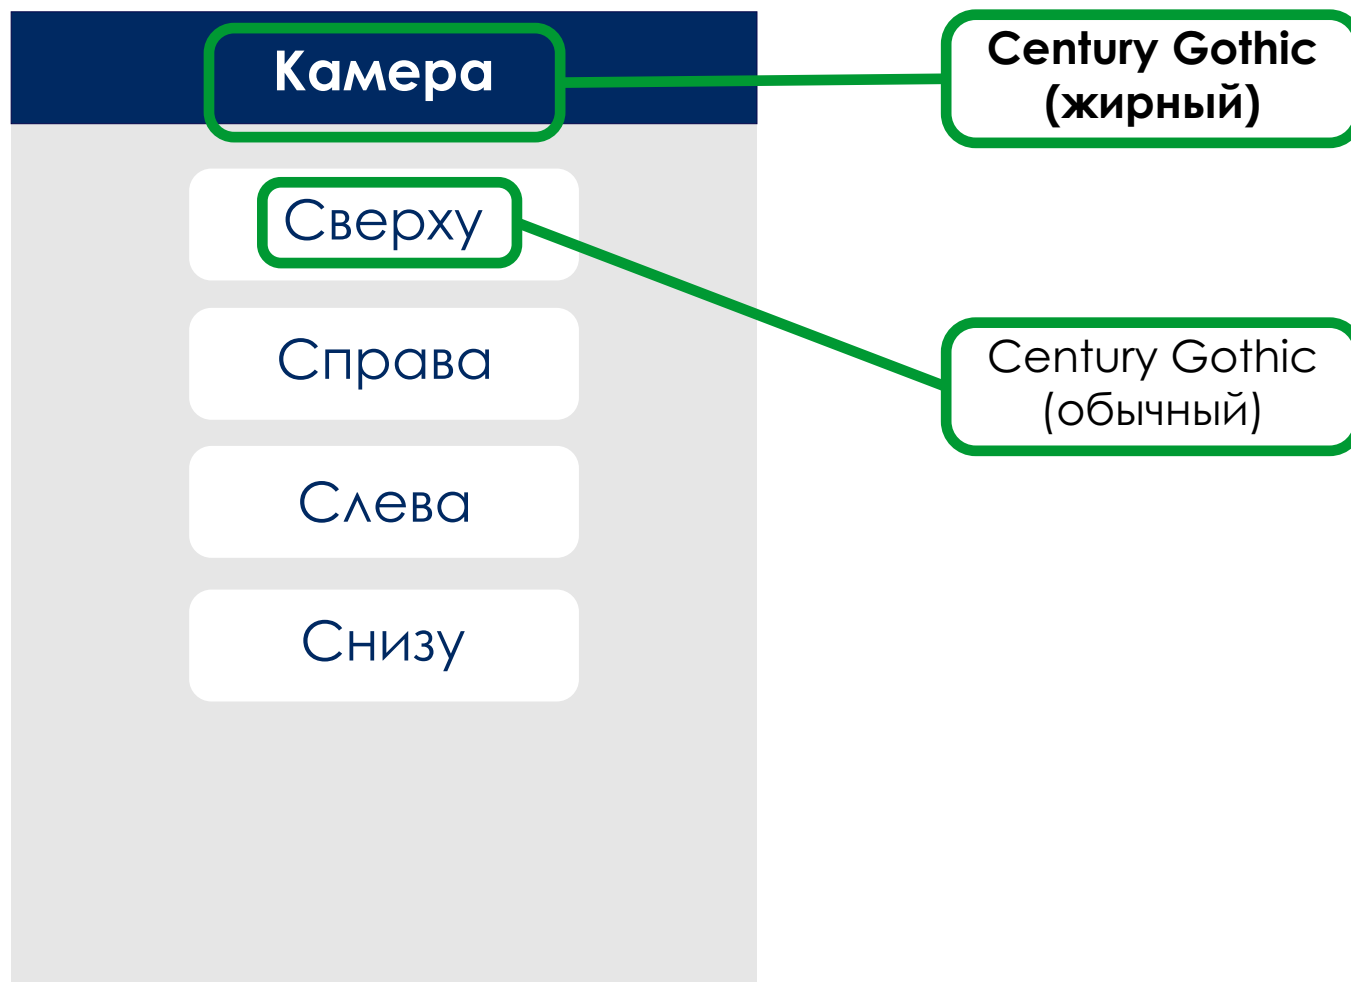 Камера
Сверху
Справа
Слева
Снизу
Century Gothic
(жирный)
Century Gothic
(обычный)